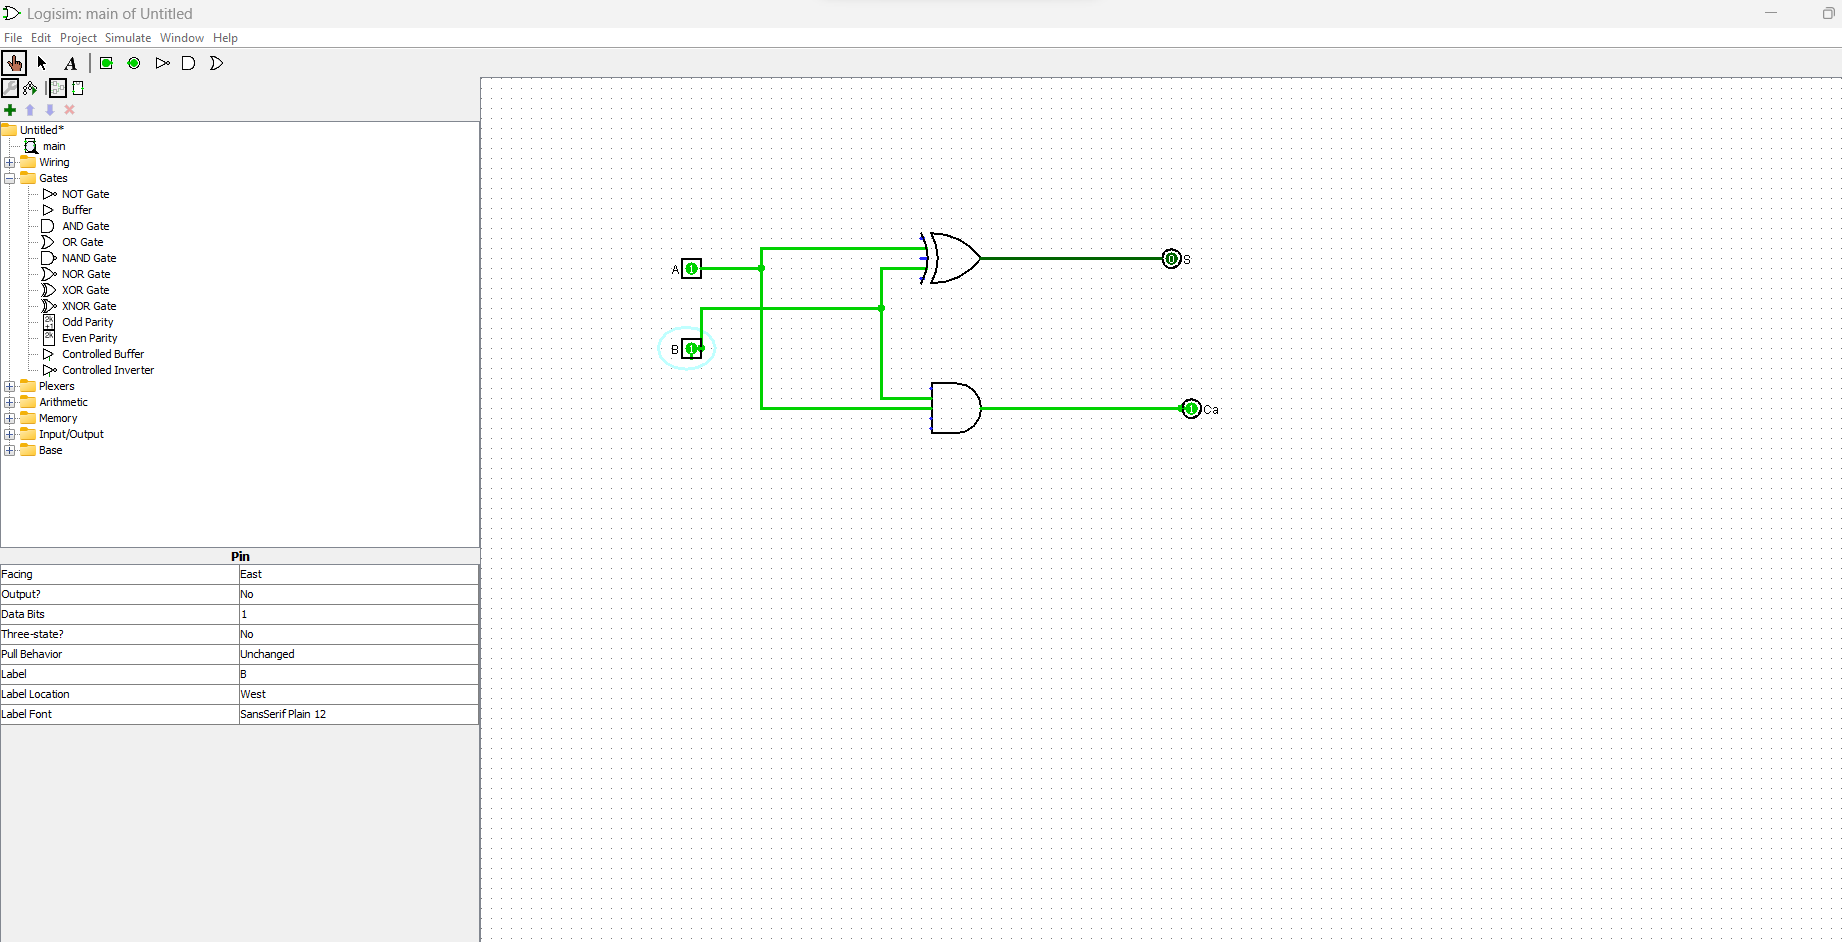 Logisim: main of Untitled
File Edit Project Simulate Window Help
A
Untitled*
main
Wiring
Gates
NOT Gate
Buffer
AND Gate
OR Gate
NAND Gate
NOR Gate
XOR Gate
XNOR Gate
Odd Parity
Even Parity
Controlled Buffer
Controlled Inverter
Plexers
Arithmetic
Memory
Input/Output
Base
Pin
Facing East
Output? No
Data Bits 1
Three-state? No
Pull Behavior Unchanged
Label B
Label Location West
Label Font SansSerif Plain 12
A 1
0 S
B 1
1 Ca